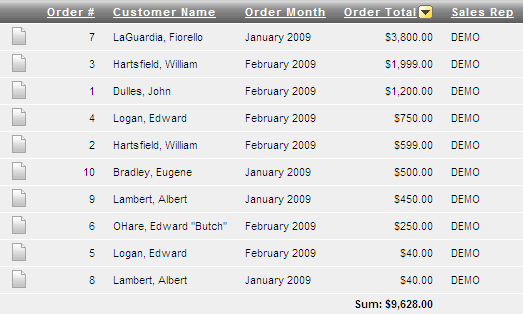 Order # Customer Name Order Month Order Total Sales Rep
7 LaGuardia, Fiorello January 2009 $3,800.00 DEMO
3 Hartsfield, William February 2009 $1,999.00 DEMO
1 Dulles, John February 2009 $1,200.00 DEMO
4 Logan, Edward February 2009 $750.00 DEMO
2 Hartsfield, William February 2009 $599.00 DEMO
10 Bradley, Eugene January 2009 $500.00 DEMO
9 Lambert, Albert January 2009 $450.00 DEMO
6 OHare, Edward "Butch" February 2009 $250.00 DEMO
5 Logan, Edward February 2009 $40.00 DEMO
8 Lambert, Albert January 2009 $40.00 DEMO
Sum: $9,628.00